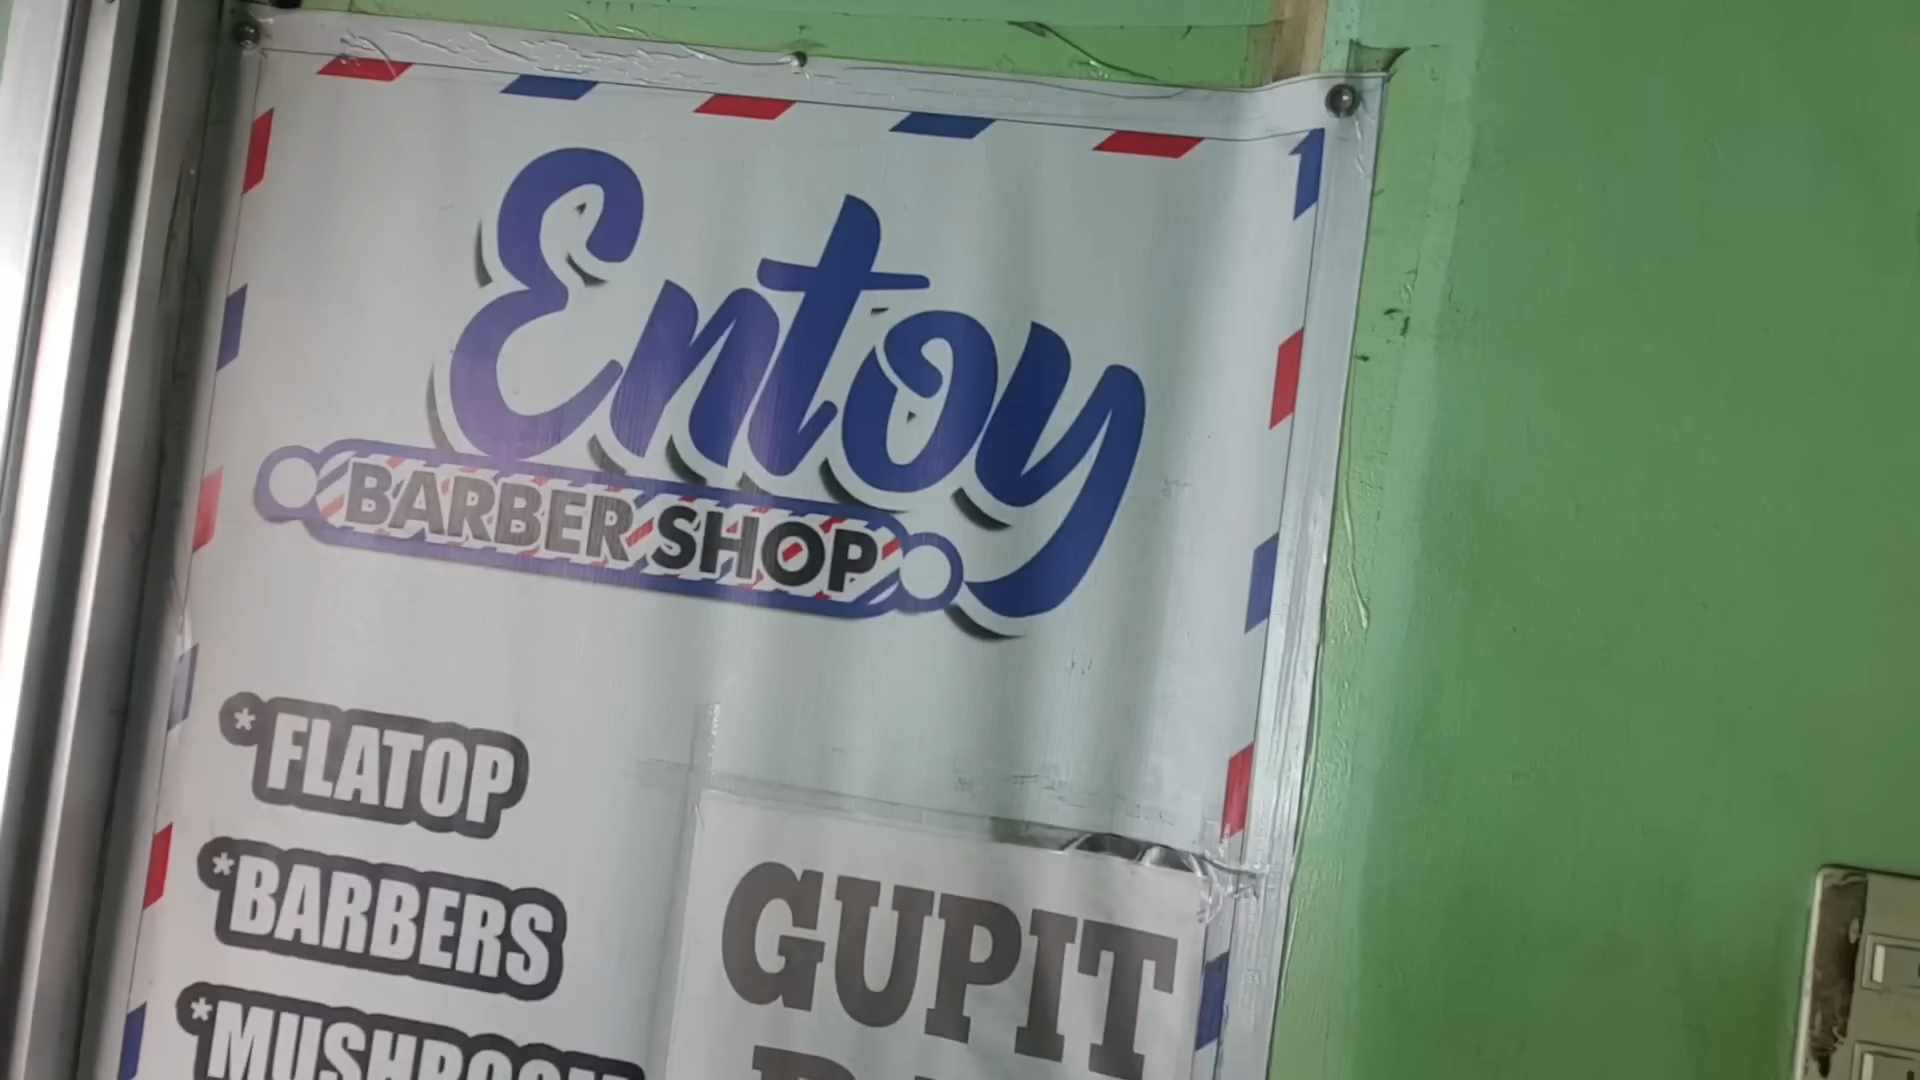 Entoy
BARBER SHOP
* FLATOP
*BARBERS
*MUSHROOM
GUPIT